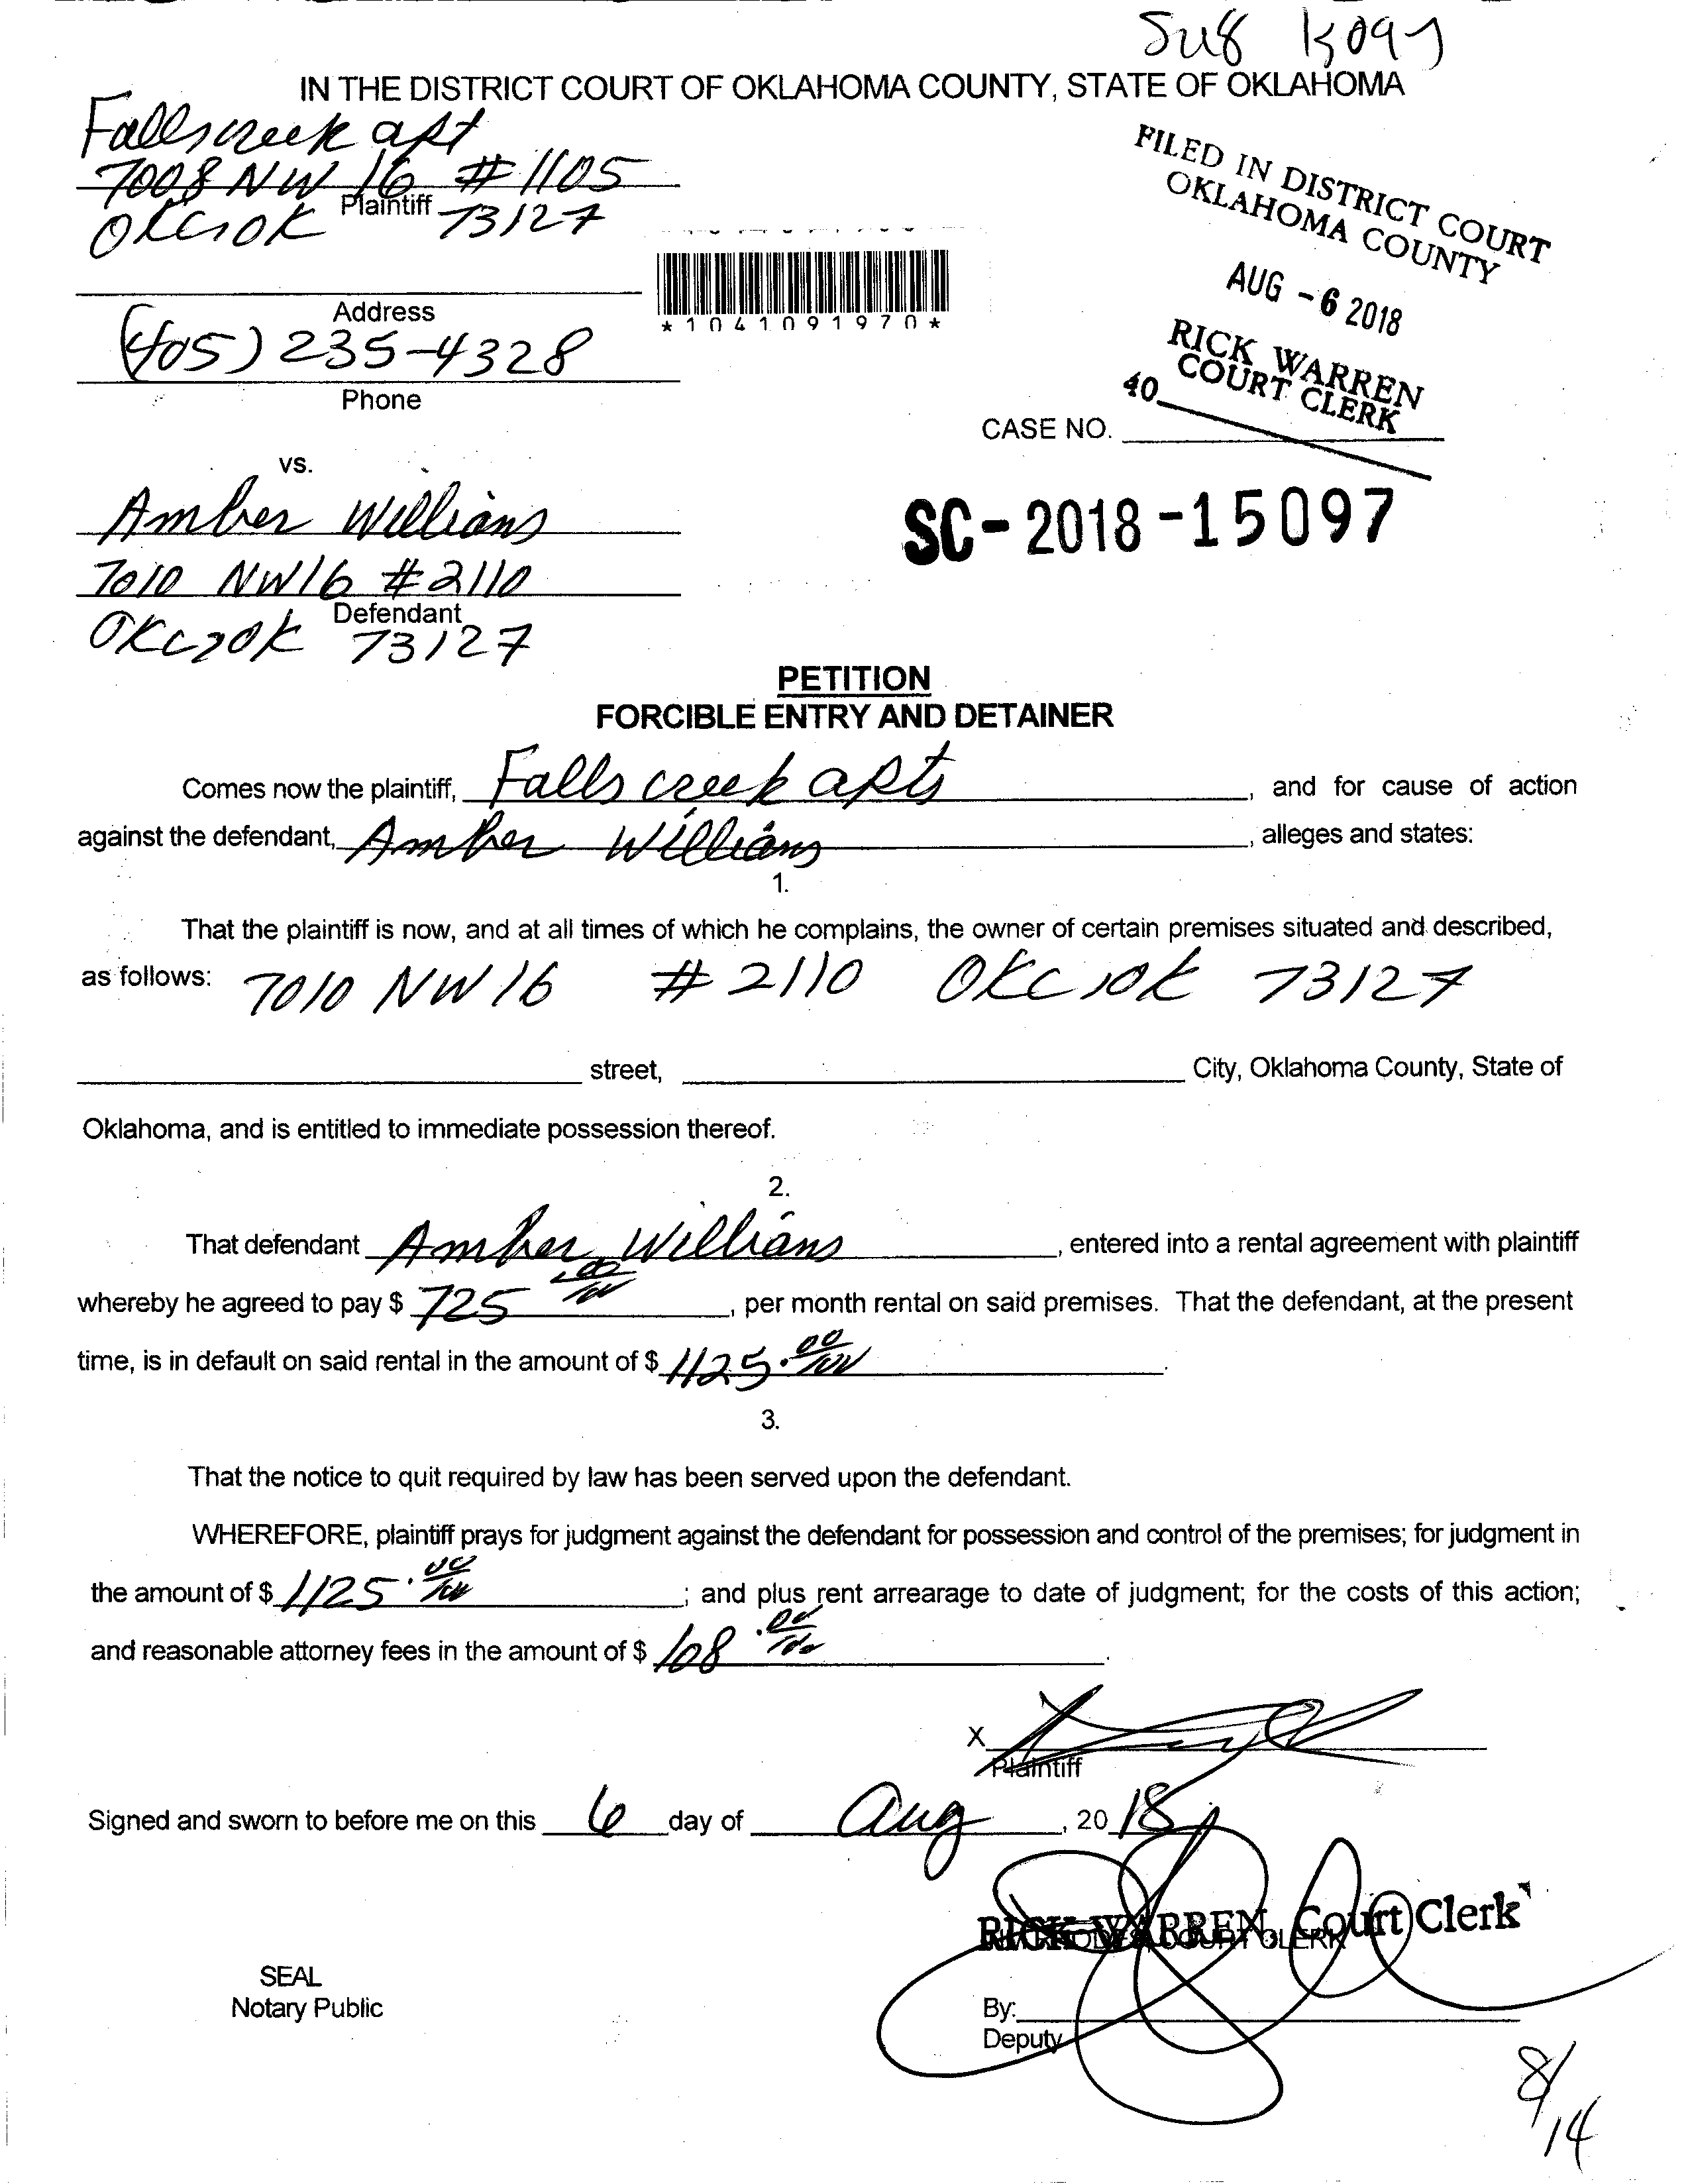 IN THE DISTRICT COURT OF OKLAHOMA COUNTY, STATE OF OKLAHOMA
Fallscreek apt
7008 NW 16 #1105
Plaintiff
OKC, OK 73127
Address
(405) 235-4328
Phone
*1041091970*
FILED IN DISTRICT COURT
OKLAHOMA COUNTY
AUG -6 2018
RICK WARREN
COURT CLERK
40
CASE NO.
SC-2018-15097
vs.
Amber Williams
7010 NW16 #2110
Defendant
OKC, OK 73127
PETITION
FORCIBLE ENTRY AND DETAINER
Comes now the plaintiff, Falls creek apts, and for cause of action
against the defendant, Amber Williams, alleges and states:
1.
That the plaintiff is now, and at all times of which he complains, the owner of certain premises situated and described,
as follows: 7010 NW 16 #2110 OKC, OK 73127
street, City, Oklahoma County, State of
Oklahoma, and is entitled to immediate possession thereof.
2.
That defendant Amber Williams, entered into a rental agreement with plaintiff
whereby he agreed to pay $ 725.00/100, per month rental on said premises. That the defendant, at the present
time, is in default on said rental in the amount of $ 1125.00/100.
3.
That the notice to quit required by law has been served upon the defendant.
WHEREFORE, plaintiff prays for judgment against the defendant for possession and control of the premises; for judgment in
the amount of $ 1125.00/100; and plus rent arrearage to date of judgment; for the costs of this action;
and reasonable attorney fees in the amount of $ 108.00/100.
X
Plaintiff
Signed and sworn to before me on this 6 day of Aug, 2018
RICK WARREN, Court Clerk
COURT CLERK
SEAL
Notary Public
By:
Deputy
8/14